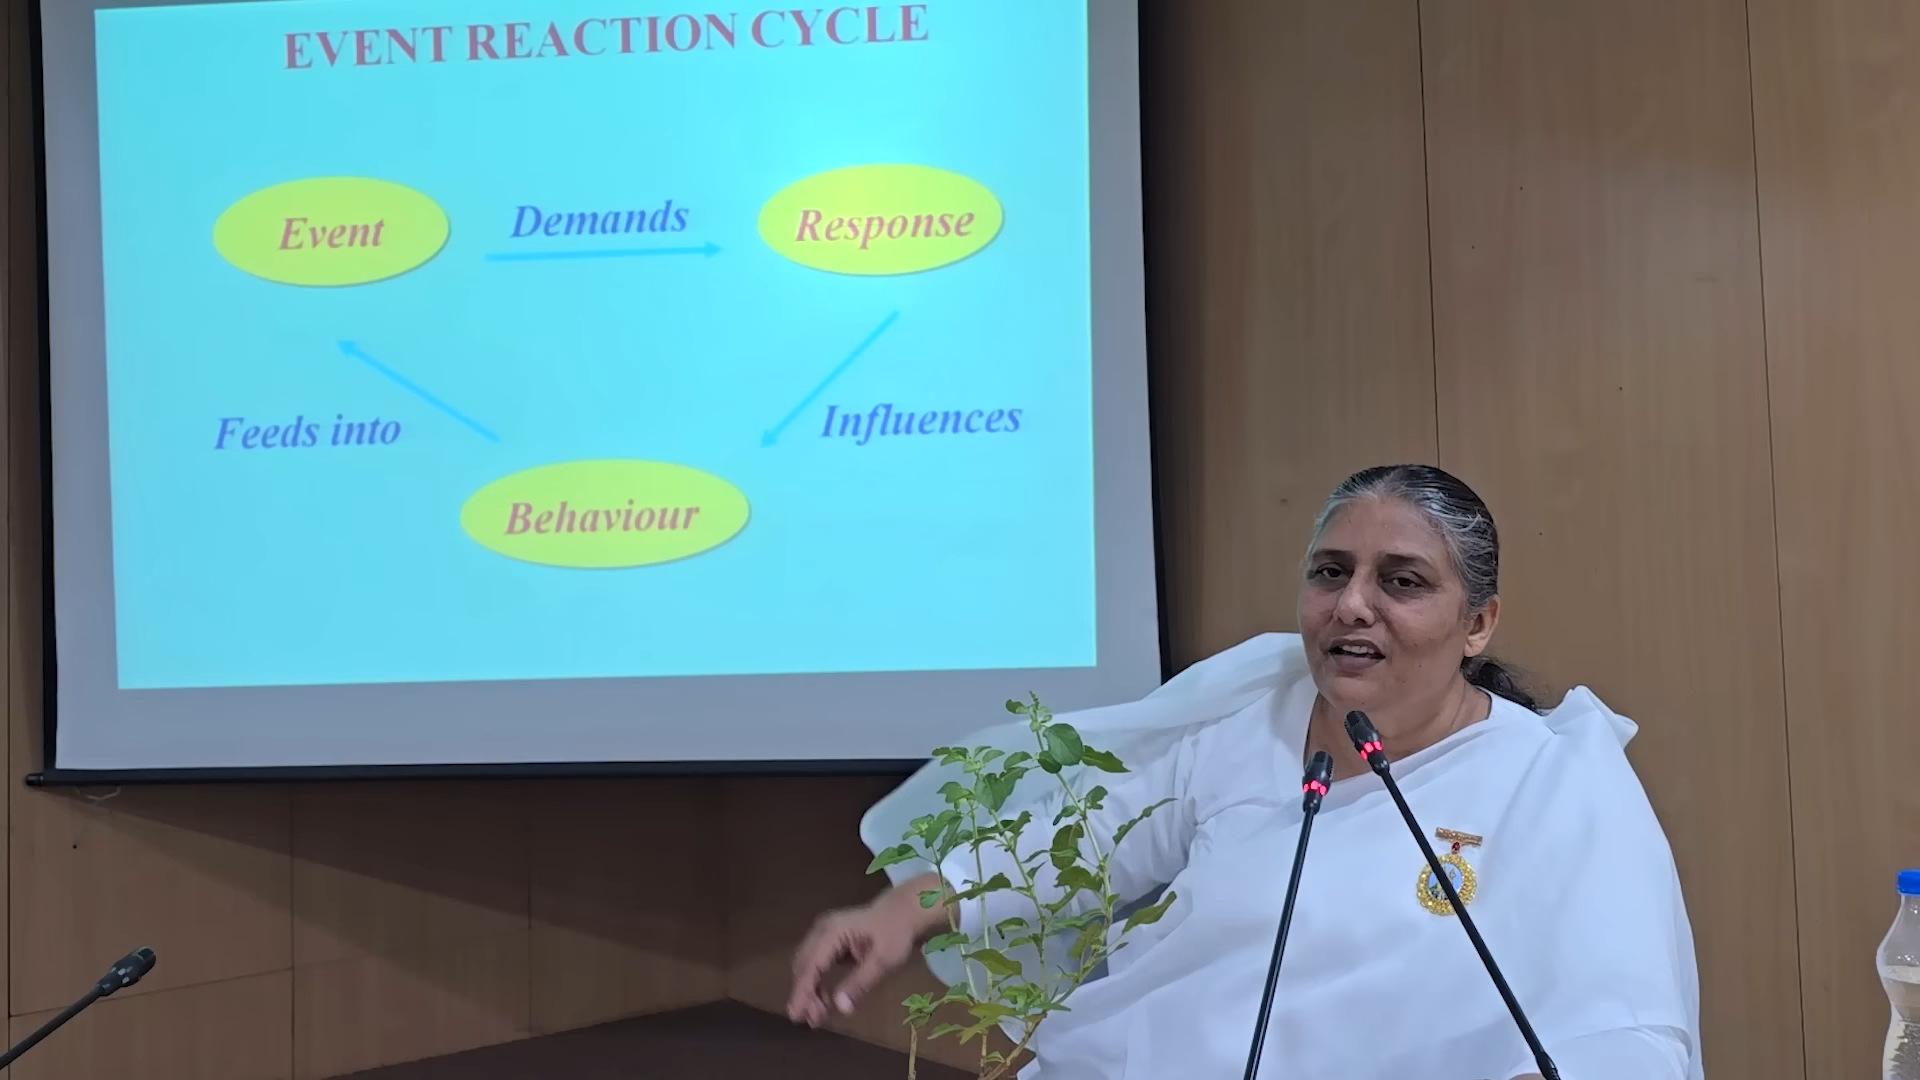 EVENT REACTION CYCLE
Event
Demands
Response
Feeds into
Influences
Behaviour